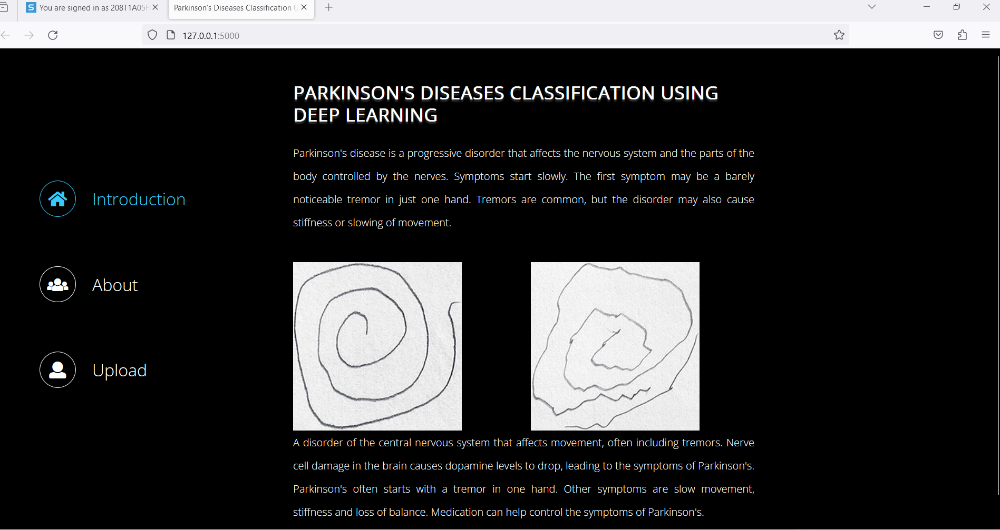 You are signed in as 208T1A05
Parkinson's Diseases Classification U
127.0.0.1:5000
PARKINSON'S DISEASES CLASSIFICATION USING
DEEP LEARNING
Parkinson's disease is a progressive disorder that affects the nervous system and the parts of the
body controlled by the nerves. Symptoms start slowly. The first symptom may be a barely
noticeable tremor in just one hand. Tremors are common, but the disorder may also cause
stiffness or slowing of movement.
Introduction
About
Upload
A disorder of the central nervous system that affects movement, often including tremors. Nerve
cell damage in the brain causes dopamine levels to drop, leading to the symptoms of Parkinson's.
Parkinson's often starts with a tremor in one hand. Other symptoms are slow movement,
stiffness and loss of balance. Medication can help control the symptoms of Parkinson's.